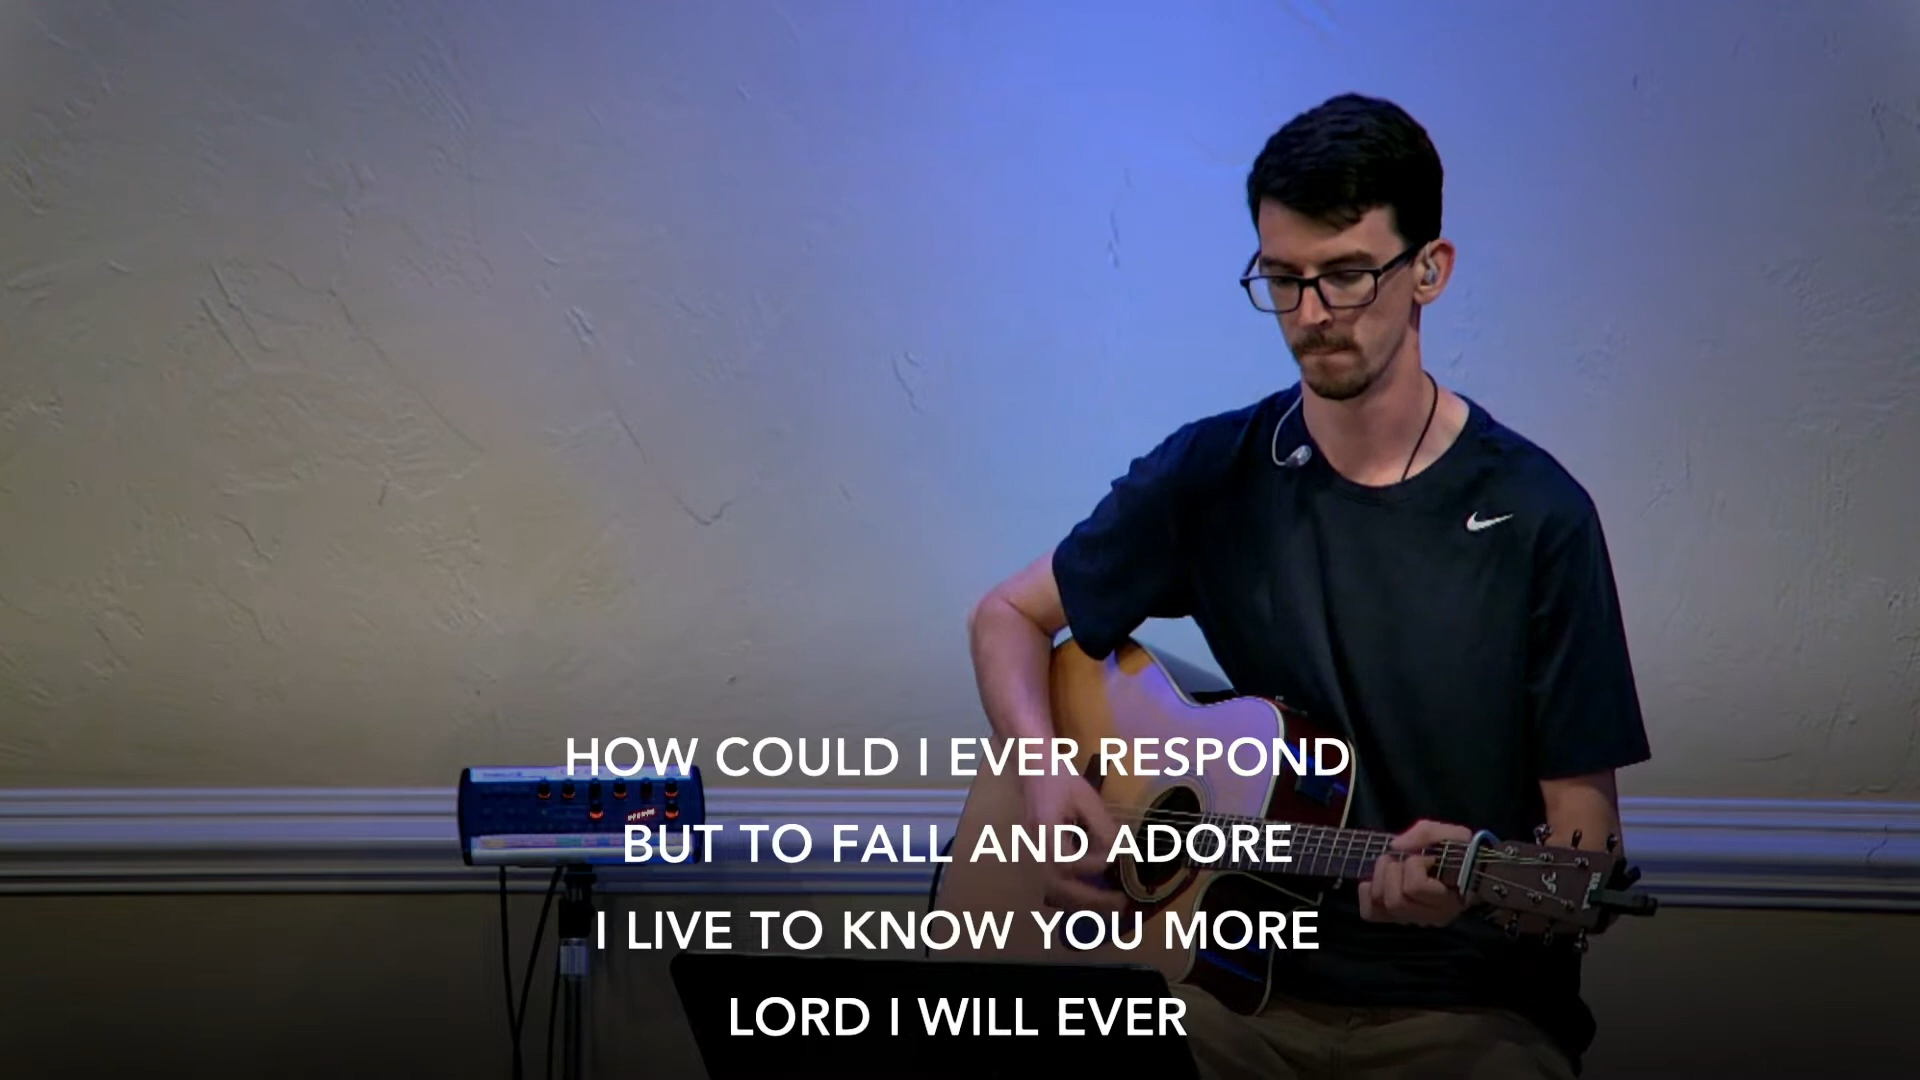 HOW COULD I EVER RESPOND
BUT TO FALL AND ADORE
I LIVE TO KNOW YOU MORE
LORD I WILL EVER